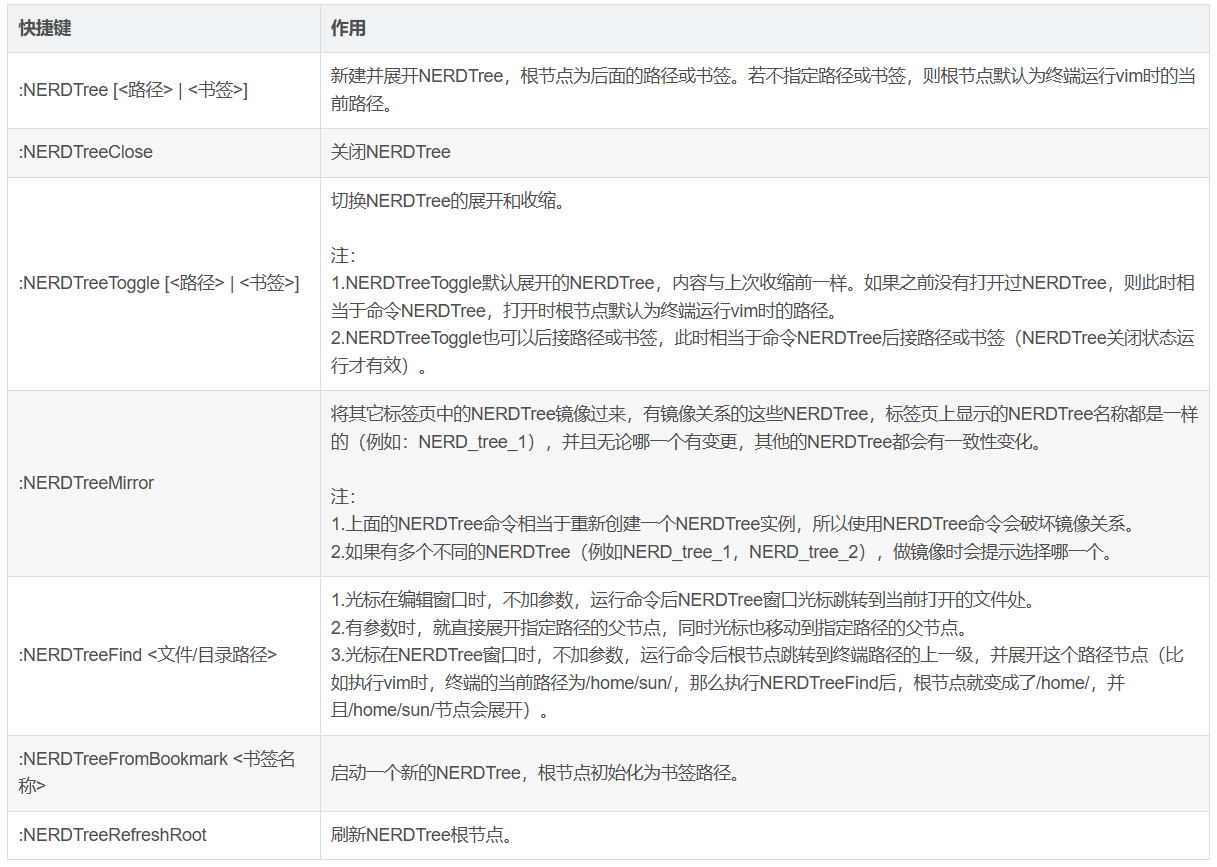 快捷键
作用
:NERDTree [<路径> | <书签>]
新建并展开NERDTree，根节点为后面的路径或书签。若不指定路径或书签，则根节点默认为终端运行vim时的当
前路径。
:NERDTreeClose
关闭NERDTree
:NERDTreeToggle [<路径> | <书签>]
切换NERDTree的展开和收缩。
注：
1.NERDTreeToggle默认展开的NERDTree，内容与上次收缩前一样。如果之前没有打开过NERDTree，则此时相
当于命令NERDTree，打开时根节点默认为终端运行vim时的路径。
2.NERDTreeToggle也可以后接路径或书签，此时相当于命令NERDTree后接路径或书签（NERDTree关闭状态运
行才有效）。
:NERDTreeMirror
将其它标签页中的NERDTree镜像过来，有镜像关系的这些NERDTree，标签页上显示的NERDTree名称都是一样
的（例如：NERD_tree_1），并且无论哪一个有变更，其他的NERDTree都会有一致性变化。
注：
1.上面的NERDTree命令相当于重新创建一个NERDTree实例，所以使用NERDTree命令会破坏镜像关系。
2.如果有多个不同的NERDTree（例如NERD_tree_1，NERD_tree_2），做镜像时会提示选择哪一个。
:NERDTreeFind <文件/目录路径>
1.光标在编辑窗口时，不加参数，运行命令后NERDTree窗口光标跳转到当前打开的文件处。
2.有参数时，就直接展开指定路径的父节点，同时光标也移动到指定路径的父节点。
3.光标在NERDTree窗口时，不加参数，运行命令后根节点跳转到终端路径的上一级，并展开这个路径节点（比
如执行vim时，终端的当前路径为/home/sun/，那么执行NERDTreeFind后，根节点就变成了/home/，并
且/home/sun/节点会展开）。
:NERDTreeFromBookmark <书签名
称>
启动一个新的NERDTree，根节点初始化为书签路径。
:NERDTreeRefreshRoot
刷新NERDTree根节点。